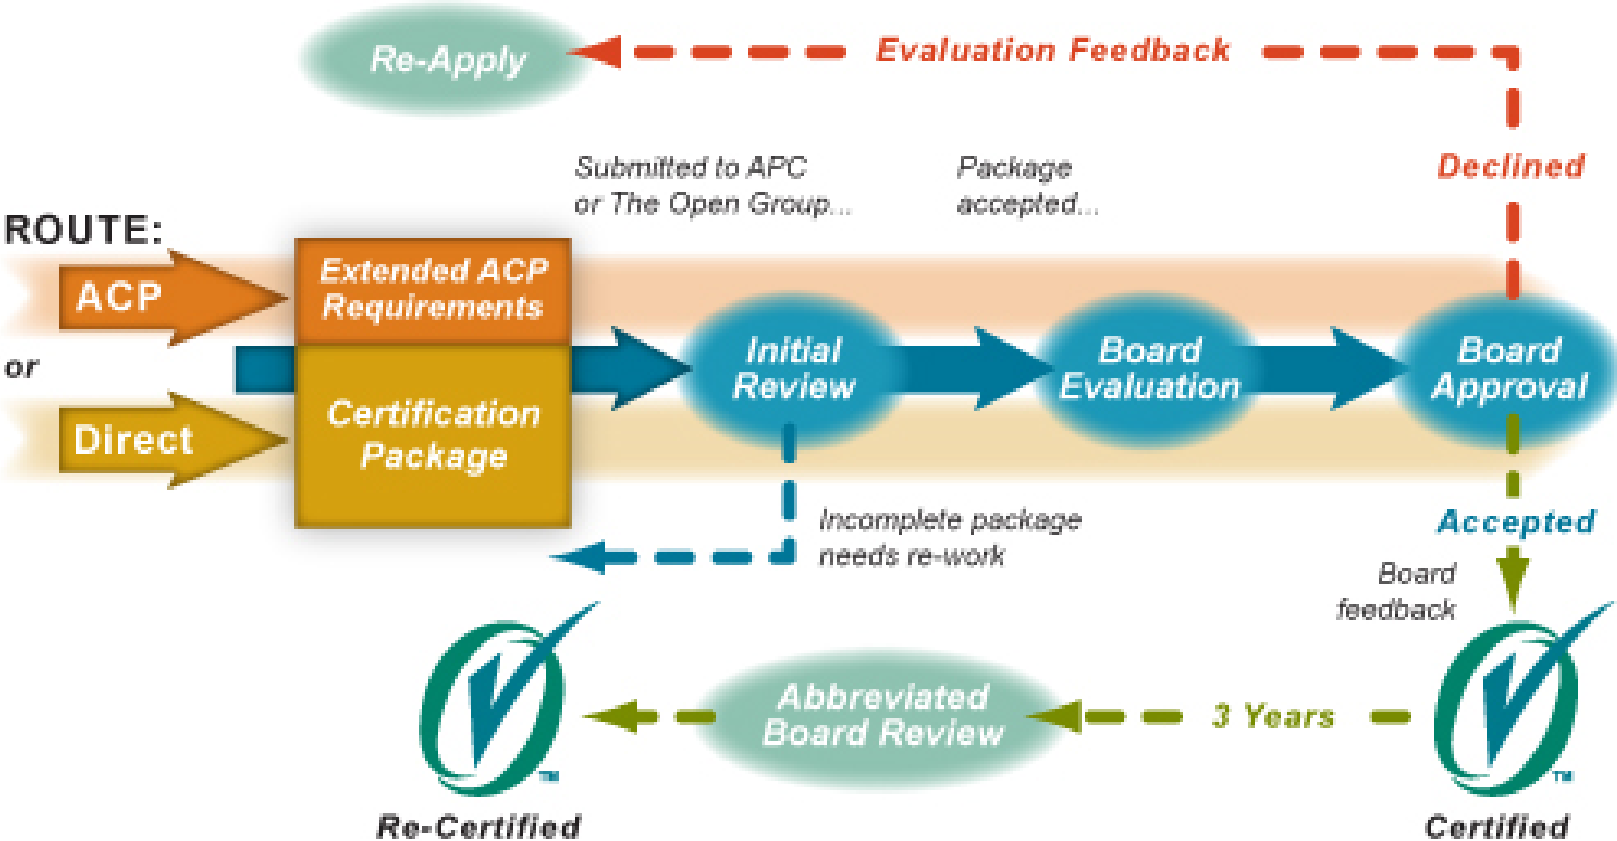 Re-Apply
Evaluation Feedback
Declined
Submitted to APC
or The Open Group...
Package
accepted...
ROUTE:
ACP
or
Direct
Extended ACP
Requirements
Certification
Package
Initial
Review
Board
Evaluation
Board
Approval
Incomplete package
needs re-work
Accepted
Board
feedback
Abbreviated
Board Review
3 Years
TM
Re-Certified
TM
Certified